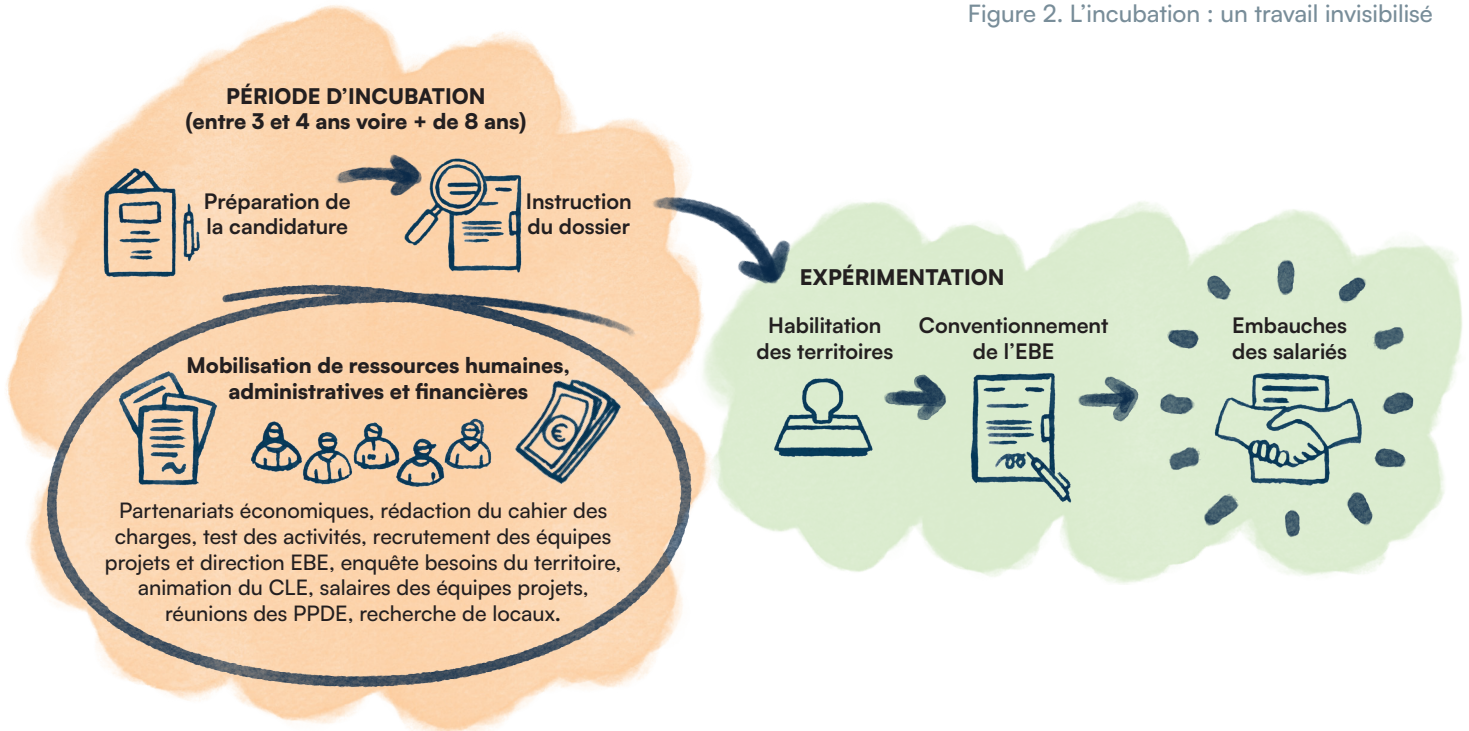 Figure 2. L’incubation : un travail invisibilisé
PÉRIODE D’INCUBATION
(entre 3 et 4 ans voire + de 8 ans)
Préparation de
la candidature
Instruction
du dossier
Mobilisation de ressources humaines,
administratives et financières
€
Partenariats économiques, rédaction du cahier des
charges, test des activités, recrutement des équipes
projets et direction EBE, enquête besoins du territoire,
animation du CLE, salaires des équipes projets,
réunions des PPDE, recherche de locaux.
EXPÉRIMENTATION
Habilitation
des territoires
Conventionnement
de l’EBE
Embauches
des salariés